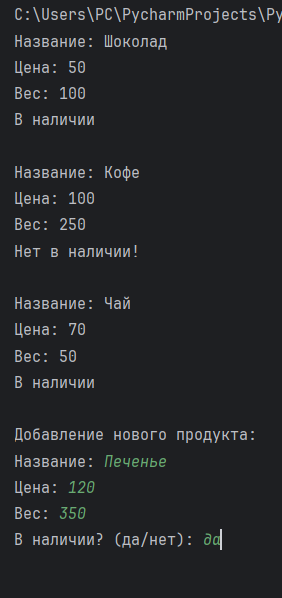 C:\Users\PC\PycharmProjects\Py
Название: Шоколад
Цена: 50
Вес: 100
В наличии
Название: Кофе
Цена: 100
Вес: 250
Нет в наличии!
Название: Чай
Цена: 70
Вес: 50
В наличии
Добавление нового продукта:
Название: Печенье
Цена: 120
Вес: 350
В наличии? (да/нет): да